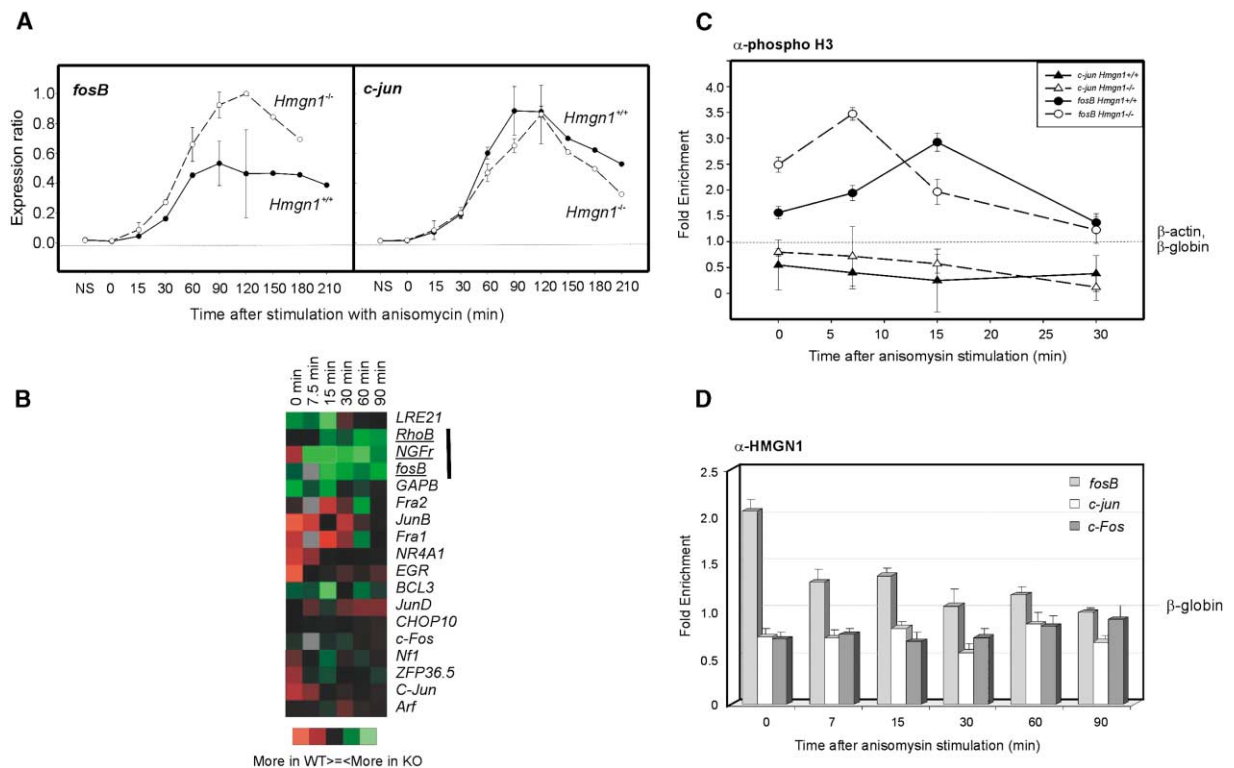 A
fosB
Hmgn1-/-
Hmgn1+/+
c-jun
Hmgn1+/+
Hmgn1-/-
Expression ratio
1.0
0.8
0.6
0.4
0.2
0.0
NS 0 15 30 60 90 120 150 180 210
NS 0 15 30 60 90 120 150 180 210
Time after stimulation with anisomycin (min)
B
0 min
7.5 min
15 min
30 min
60 min
90 min
LRE21
RhoB
NGFr
fosB
GAPB
Fra2
JunB
Fra1
NR4A1
EGR
BCL3
JunD
CHOP10
c-Fos
Nf1
ZFP36.5
C-Jun
Arf
More in WT>=<More in KO
C
α-phospho H3
c-jun Hmgn1+/+
c-jun Hmgn1-/-
fosB Hmgn1+/+
fosB Hmgn1-/-
Fold Enrichment
4.0
3.5
3.0
2.5
2.0
1.5
1.0
0.5
0
β-actin,
β-globin
0 5 10 15 20 25 30
Time after anisomysin stimulation (min)
D
α-HMGN1
fosB
c-jun
c-Fos
Fold Enrichment
2.5
2.0
1.5
1.0
0.5
0
β-globin
0 7 15 30 60 90
Time after anisomysin stimulation (min)